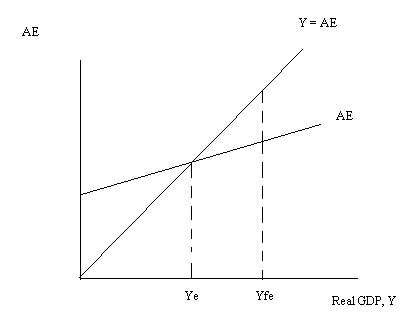 Y = AE
AE
AE
Ye
Yfe
Real GDP, Y